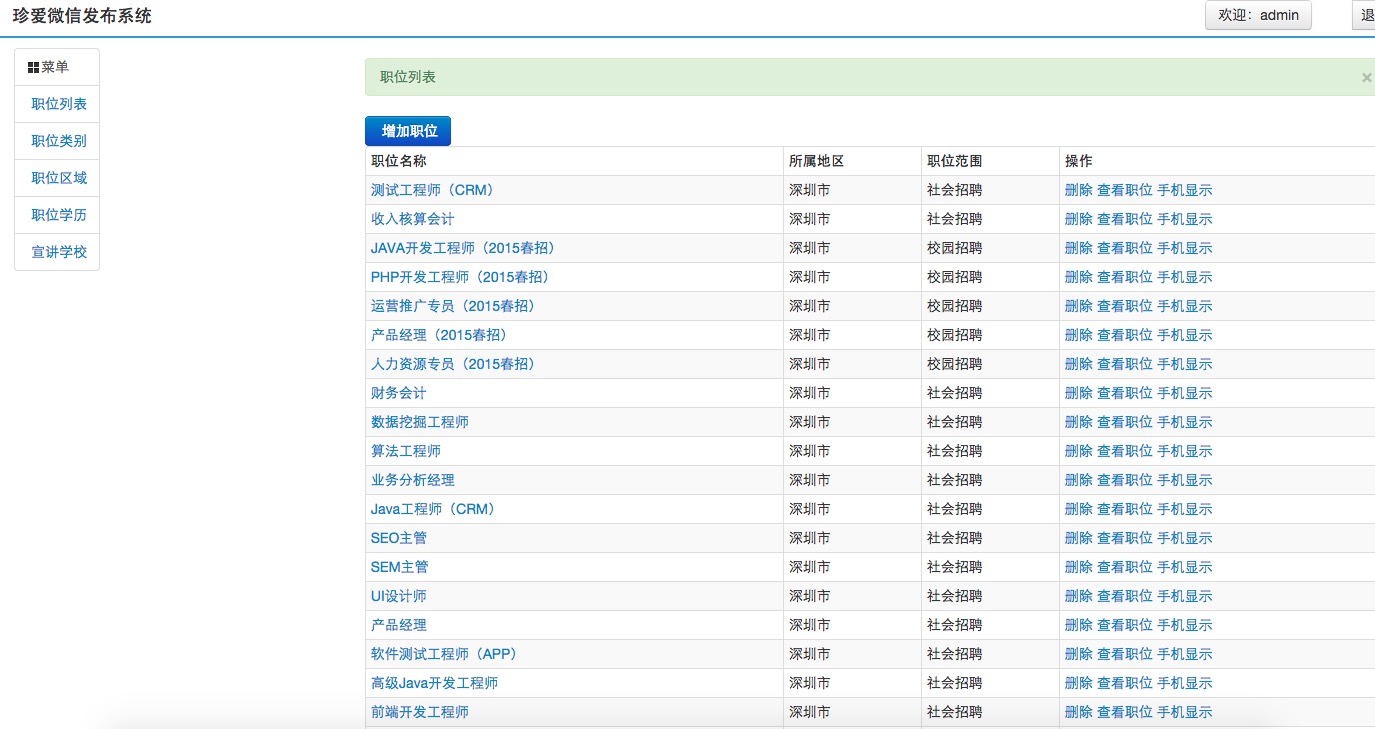 珍爱微信发布系统 欢迎：admin 退
菜单
职位列表
职位类别
职位区域
职位学历
宣讲学校
职位列表 ×
增加职位
职位名称 所属地区 职位范围 操作
测试工程师（CRM） 深圳市 社会招聘 删除 查看职位 手机显示
收入核算会计 深圳市 社会招聘 删除 查看职位 手机显示
JAVA开发工程师（2015春招） 深圳市 校园招聘 删除 查看职位 手机显示
PHP开发工程师（2015春招） 深圳市 校园招聘 删除 查看职位 手机显示
运营推广专员（2015春招） 深圳市 校园招聘 删除 查看职位 手机显示
产品经理（2015春招） 深圳市 校园招聘 删除 查看职位 手机显示
人力资源专员（2015春招） 深圳市 校园招聘 删除 查看职位 手机显示
财务会计 深圳市 社会招聘 删除 查看职位 手机显示
数据挖掘工程师 深圳市 社会招聘 删除 查看职位 手机显示
算法工程师 深圳市 社会招聘 删除 查看职位 手机显示
业务分析经理 深圳市 社会招聘 删除 查看职位 手机显示
Java工程师（CRM） 深圳市 社会招聘 删除 查看职位 手机显示
SEO主管 深圳市 社会招聘 删除 查看职位 手机显示
SEM主管 深圳市 社会招聘 删除 查看职位 手机显示
UI设计师 深圳市 社会招聘 删除 查看职位 手机显示
产品经理 深圳市 社会招聘 删除 查看职位 手机显示
软件测试工程师（APP） 深圳市 社会招聘 删除 查看职位 手机显示
高级Java开发工程师 深圳市 社会招聘 删除 查看职位 手机显示
前端开发工程师 深圳市 社会招聘 删除 查看职位 手机显示